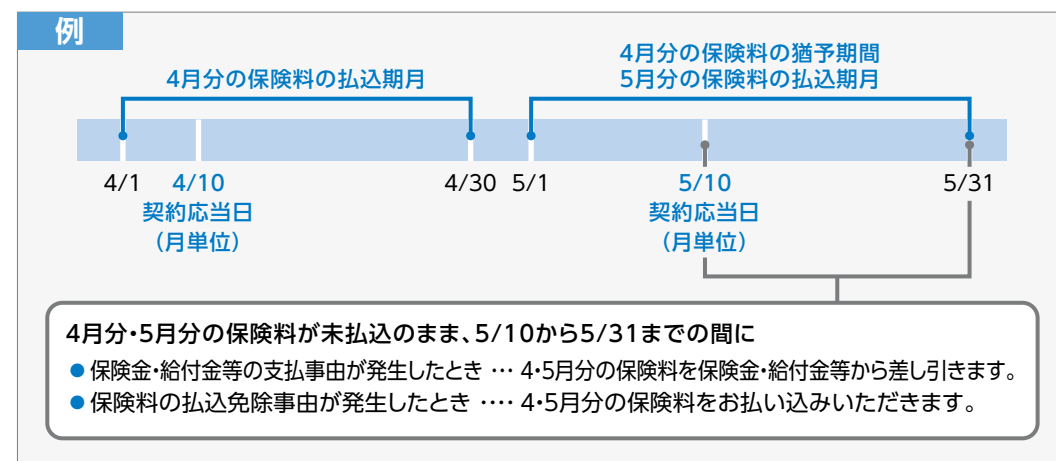 例
4月分の保険料の猶予期間
4月分の保険料の払込期月
5月分の保険料の払込期月
4/1 4/10 4/30 5/1 5/10 5/31
契約応当日 契約応当日
（月単位） （月単位）
4月分・5月分の保険料が未払込のまま、5/10から5/31までの間に
● 保険金・給付金等の支払事由が発生したとき … 4・5月分の保険料を保険金・給付金等から差し引きます。
● 保険料の払込免除事由が発生したとき ‥‥ 4・5月分の保険料をお払い込みいただきます。